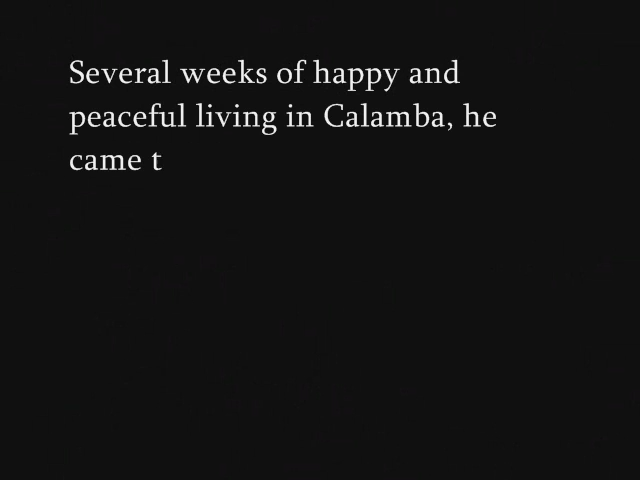 Several weeks of happy and
peaceful living in Calamba, he
came t